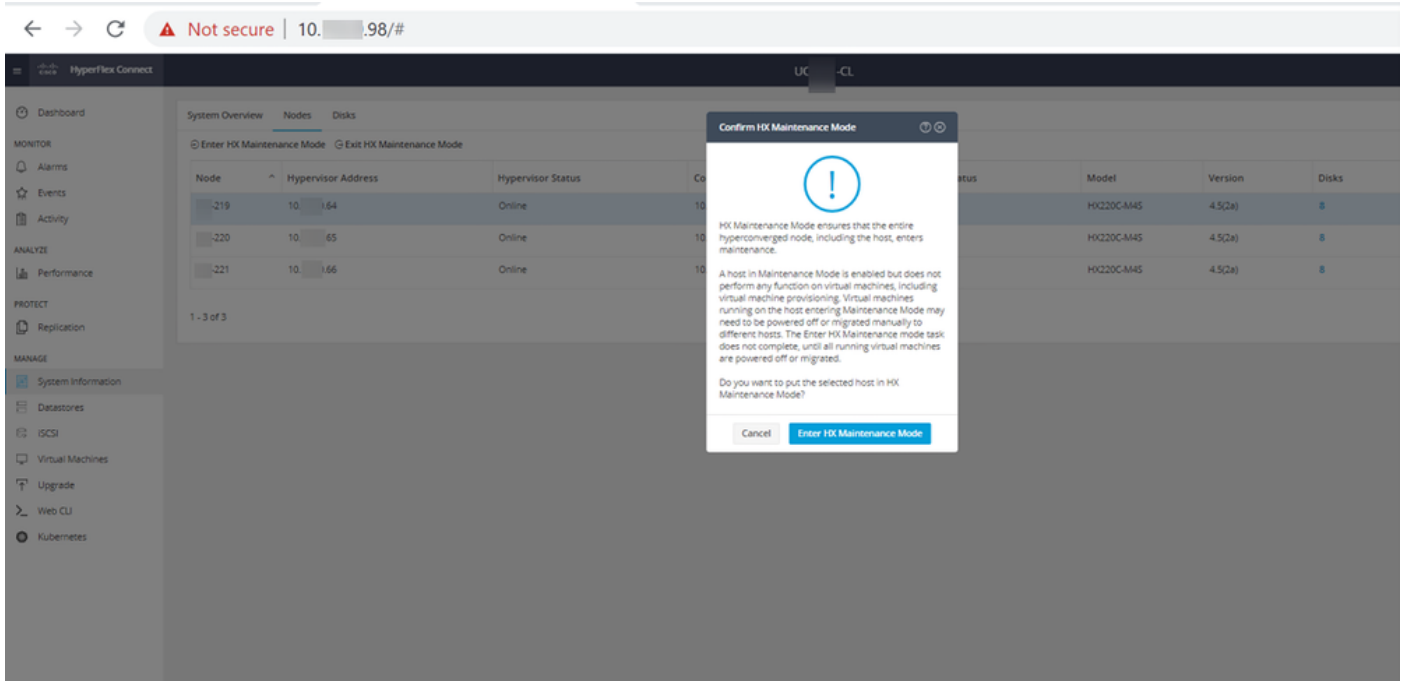 Not secure | 10. .98/#
CISCO HyperFlex Connect
UC -CL
Dashboard
MONITOR
Alarms
Events
Activity
ANALYZE
Performance
PROTECT
Replication
MANAGE
System Information
Datastores
iSCSI
Virtual Machines
Upgrade
Web CLI
Kubernetes
System Overview Nodes Disks
Enter HX Maintenance Mode Exit HX Maintenance Mode
Node Hypervisor Address Hypervisor Status Co atus Model Version Disks
-219 10. .64 Online 10. HX220C-M4S 4.5(2a) 8
-220 10. 65 Online 10. HX220C-M4S 4.5(2a) 8
-221 10. .66 Online 10. HX220C-M4S 4.5(2a) 8
1 - 3 of 3
Confirm HX Maintenance Mode
HX Maintenance Mode ensures that the entire
hyperconverged node, including the host, enters
maintenance.
A host in Maintenance Mode is enabled but does not
perform any function on virtual machines, including
virtual machine provisioning. Virtual machines
running on the host entering Maintenance Mode may
need to be powered off or migrated manually to
different hosts. The Enter HX Maintenance mode task
does not complete, until all running virtual machines
are powered off or migrated.
Do you want to put the selected host in HX
Maintenance Mode?
Cancel Enter HX Maintenance Mode